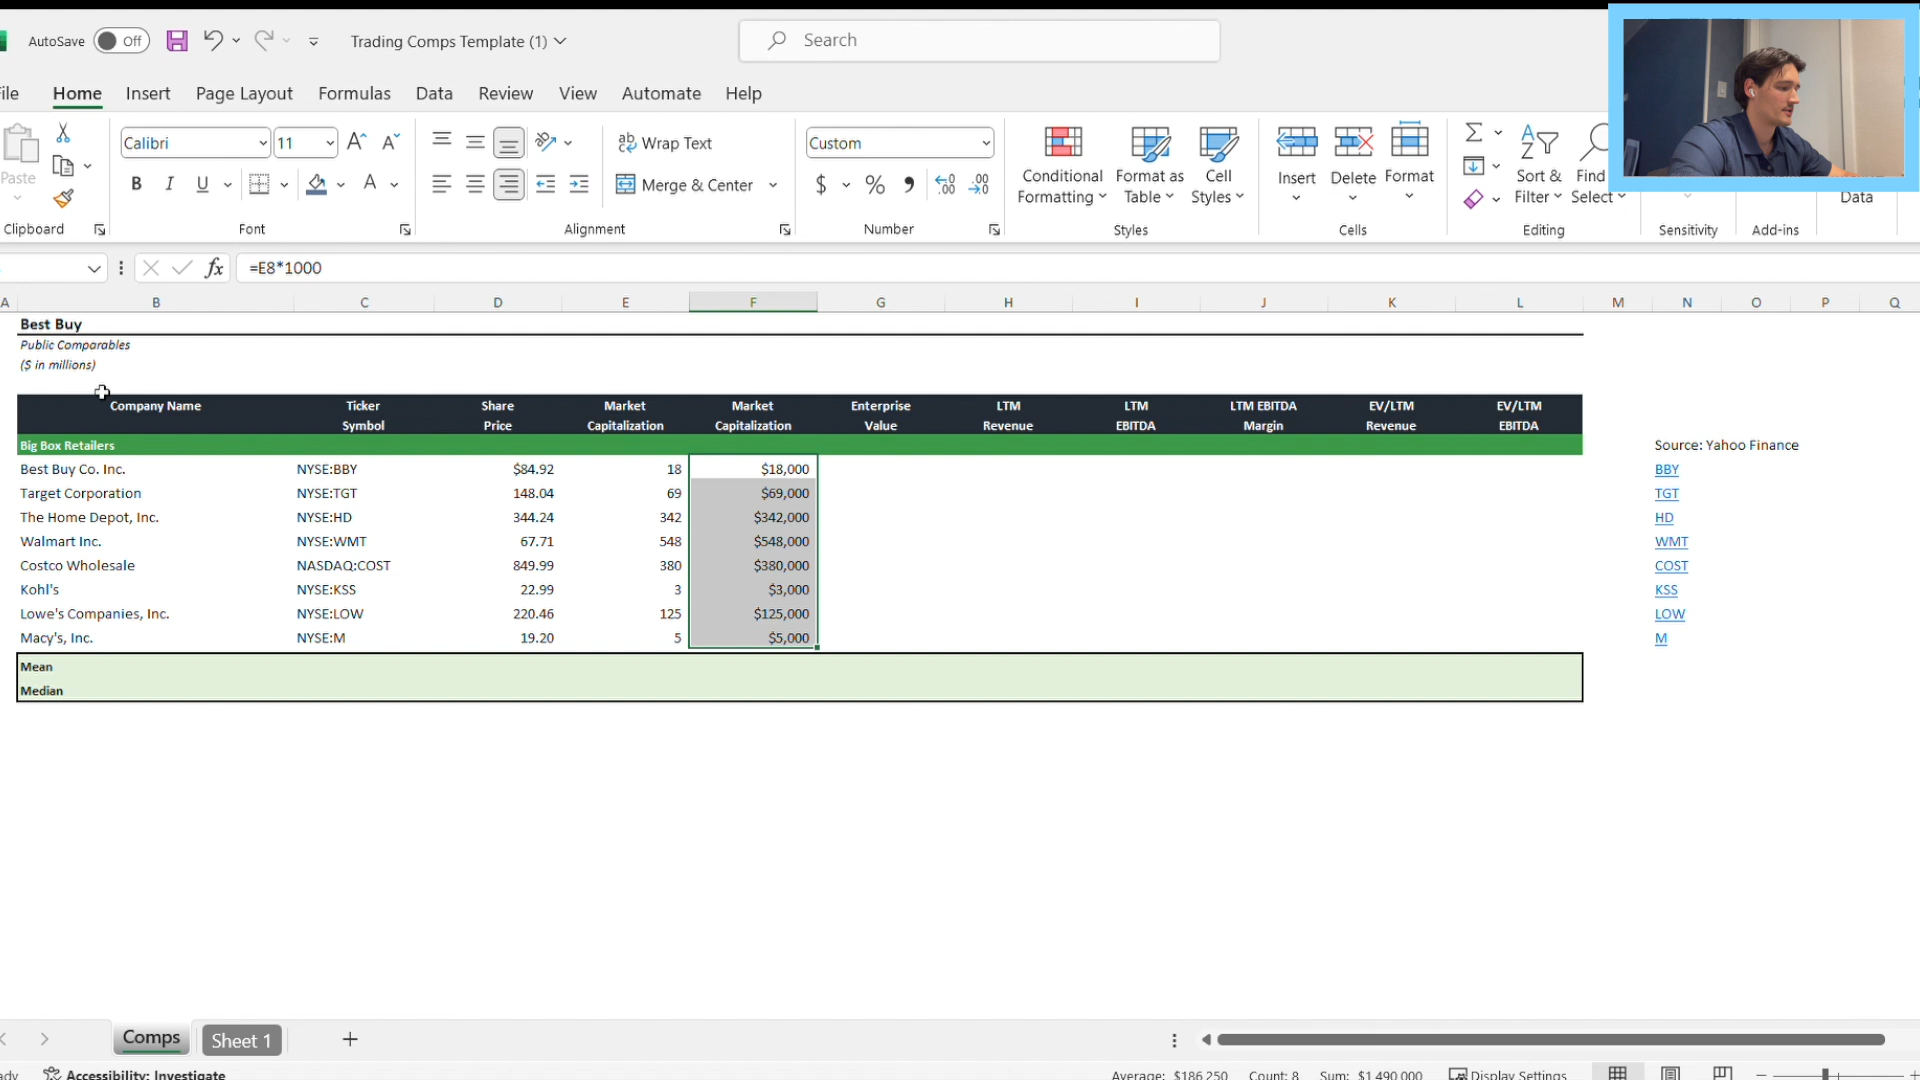 AutoSave Off Trading Comps Template (1) Search
File Home Insert Page Layout Formulas Data Review View Automate Help
Calibri 11 Wrap Text Custom
Paste Merge & Center Conditional Formatting Format as Table Cell Styles Insert Delete Format Sort & Filter Find Select Data
Clipboard Font Alignment Number Styles Cells Editing Sensitivity Add-ins
=E8*1000
A B C D E F G H I J K L M N O P Q
Best Buy
Public Comparables
($ in millions)
Company Name Ticker Symbol Share Price Market Capitalization Market Capitalization Enterprise Value LTM Revenue LTM EBITDA LTM EBITDA Margin EV/LTM Revenue EV/LTM EBITDA
Big Box Retailers Source: Yahoo Finance
Best Buy Co. Inc. NYSE:BBY $84.92 18 $18,000 BBY
Target Corporation NYSE:TGT 148.04 69 $69,000 TGT
The Home Depot, Inc. NYSE:HD 344.24 342 $342,000 HD
Walmart Inc. NYSE:WMT 67.71 548 $548,000 WMT
Costco Wholesale NASDAQ:COST 849.99 380 $380,000 COST
Kohl's NYSE:KSS 22.99 3 $3,000 KSS
Lowe's Companies, Inc. NYSE:LOW 220.46 125 $125,000 LOW
Macy's, Inc. NYSE:M 19.20 5 $5,000 M
Mean
Median
Comps Sheet 1
Accessibility: Investigate Average: $186,250 Count: 8 Sum: $1,490,000 Display Settings